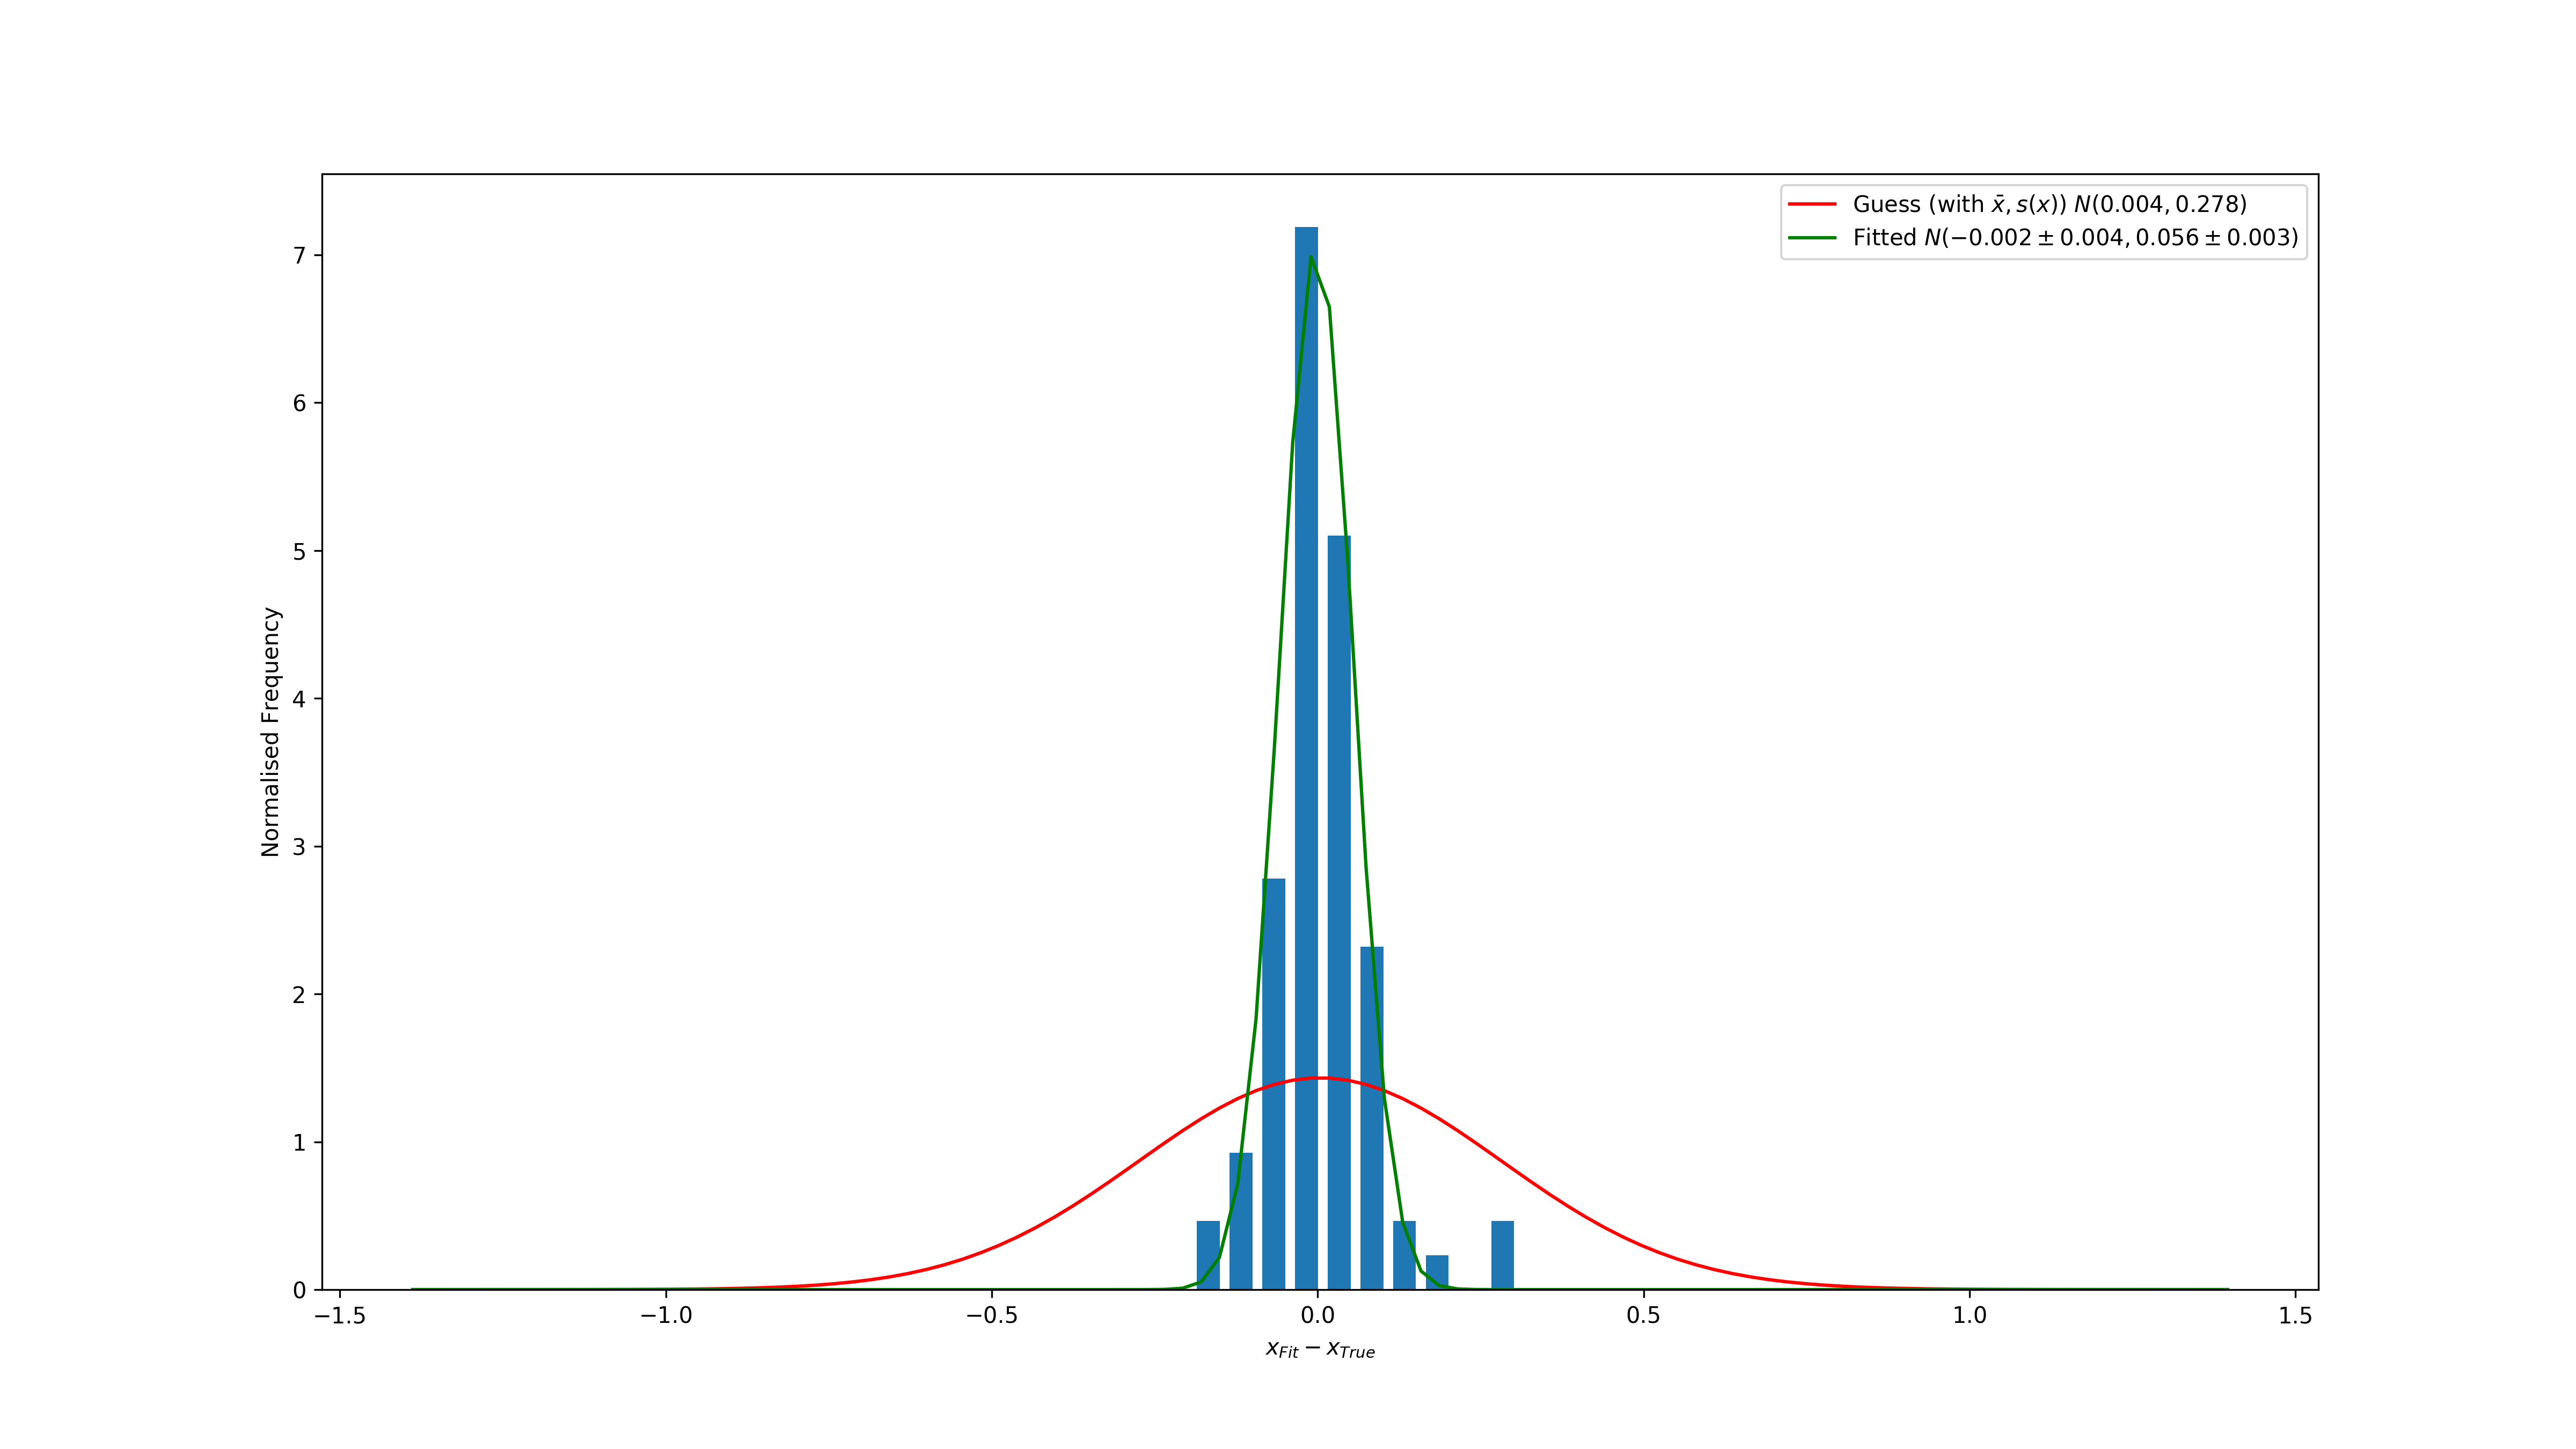 Guess (with x̄, s(x)) N(0.004, 0.278)
Fitted N(−0.002 ± 0.004, 0.056 ± 0.003)
Normalised Frequency
7
6
5
4
3
2
1
0
−1.5 −1.0 −0.5 0.0 0.5 1.0 1.5
x_Fit − x_True